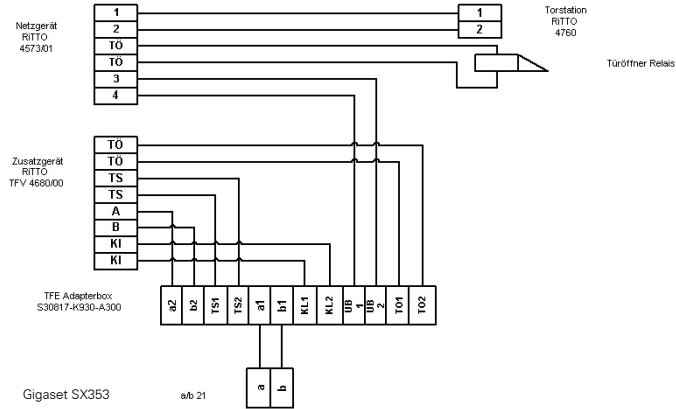 Netzgerät
RiTTO
4573/01
1
2
TÖ
TÖ
3
4
1
2
Torstation
RiTTO
4760
Türöffner Relais
Zusatzgerät
RiTTO
TFV 4680/00
TÖ
TÖ
TS
TS
A
B
KI
KI
TFE Adapterbox
S30817-K930-A300
a2
b2
TS1
TS2
a1
b1
KL1
KL2
UB 1
UB 2
TO1
TO2
a
b
Gigaset SX353
a/b 21